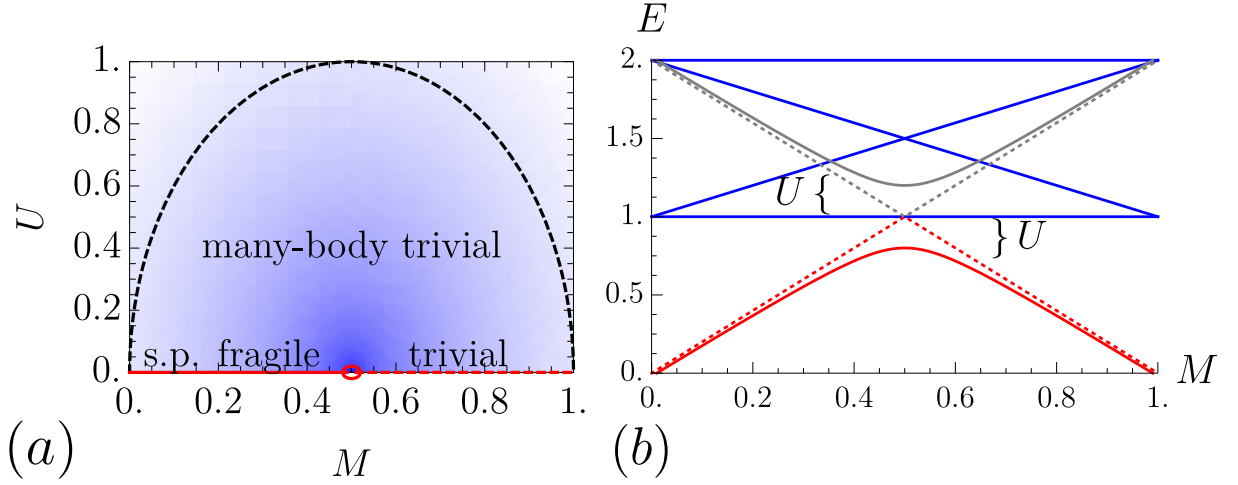 1.
0.8
0.6
U
0.4
many-body trivial
0.2
s.p. fragile
trivial
0.
0. 0.2 0.4 0.6 0.8 1.
(a)
M
E
2.
1.5
U {
1.
} U
0.5
0.
M
0. 0.2 0.4 0.6 0.8 1.
(b)